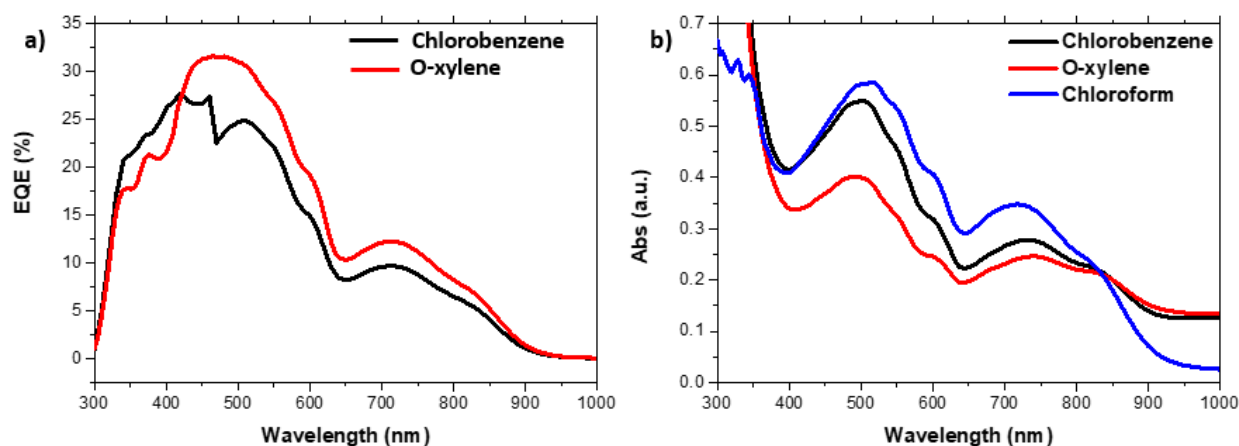 a)
Chlorobenzene
O-xylene
EQE (%)
35
30
25
20
15
10
5
0
300 400 500 600 700 800 900 1000
Wavelength (nm)
b)
Chlorobenzene
O-xylene
Chloroform
Abs (a.u.)
0.7
0.6
0.5
0.4
0.3
0.2
0.1
0.0
300 400 500 600 700 800 900 1000
Wavelength (nm)